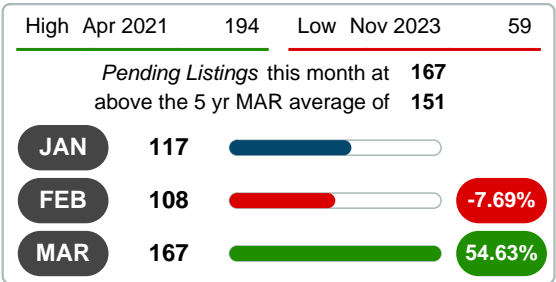 High Apr 2021 194 Low Nov 2023 59
Pending Listings this month at 167
above the 5 yr MAR average of 151
JAN 117
FEB 108 -7.69%
MAR 167 54.63%